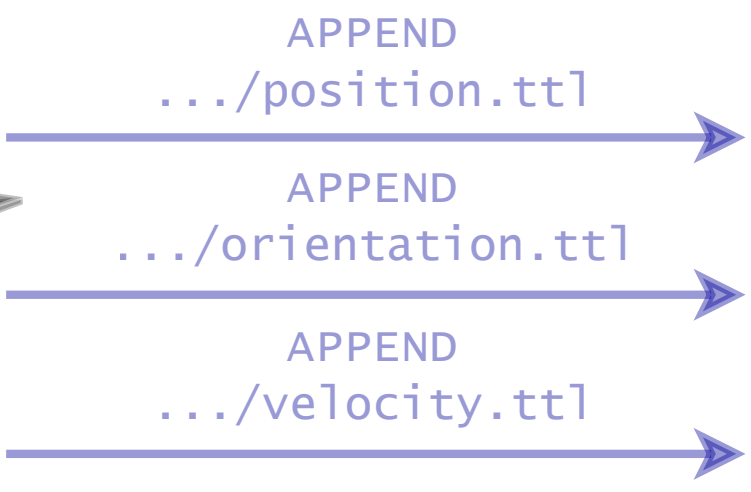 APPEND
.../position.ttl
APPEND
.../orientation.ttl
APPEND
.../velocity.ttl